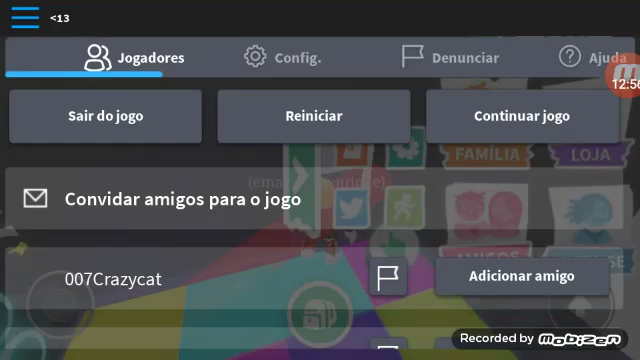 <13
Jogadores
Config.
Denunciar
Ajuda
12:56
Sair do jogo
Reiniciar
Continuar jogo
FAMÍLIA
LOJA
Convidar amigos para o jogo
AMIGOS
007Crazycat
Adicionar amigo
Recorded by Mobizen